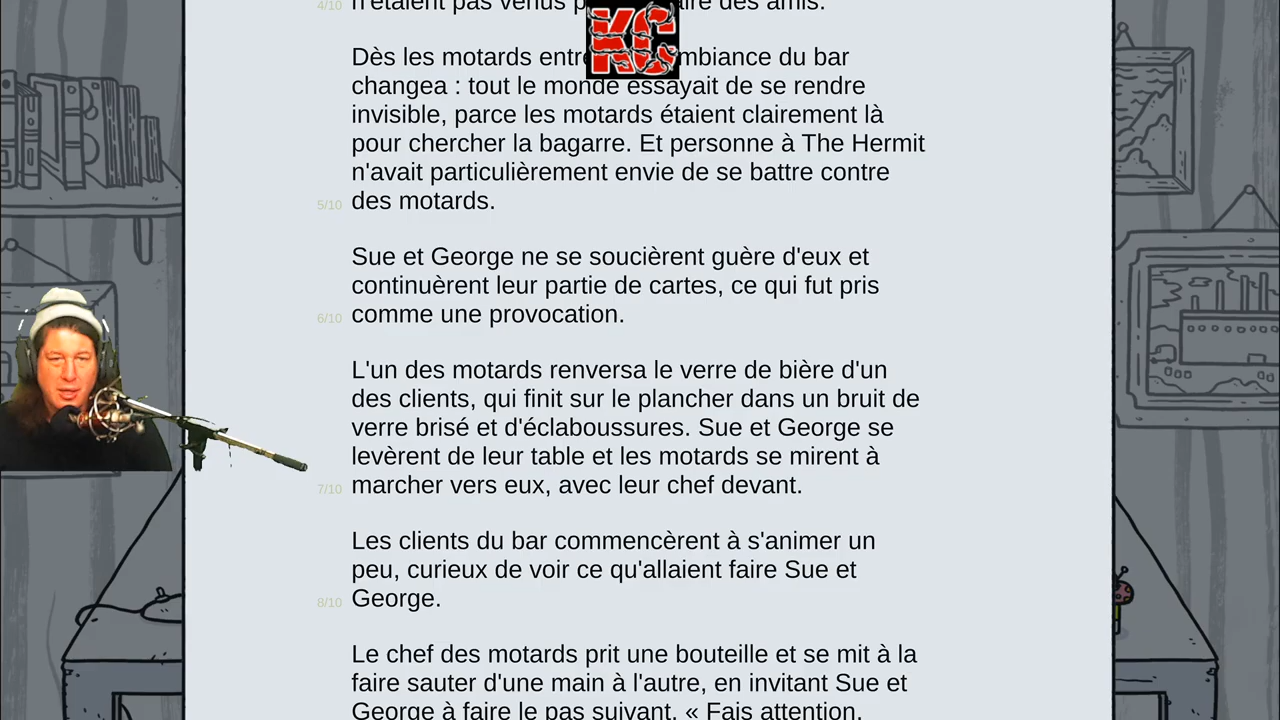 4/10 n'étaient pas venus des amis.
KC
Dès les motards du bar
changea : tout le monde essayait de se rendre
invisible, parce les motards étaient clairement là
pour chercher la bagarre. Et personne à The Hermit
n'avait particulièrement envie de se battre contre
5/10 des motards.
Sue et George ne se soucièrent guère d'eux et
continuèrent leur partie de cartes, ce qui fut pris
6/10 comme une provocation.
L'un des motards renversa le verre de bière d'un
des clients, qui finit sur le plancher dans un bruit de
verre brisé et d'éclaboussures. Sue et George se
levèrent de leur table et les motards se mirent à
7/10 marcher vers eux, avec leur chef devant.
Les clients du bar commencèrent à s'animer un
peu, curieux de voir ce qu'allaient faire Sue et
8/10 George.
Le chef des motards prit une bouteille et se mit à la
faire sauter d'une main à l'autre, en invitant Sue et
George à faire le pas suivant. « Fais attention,